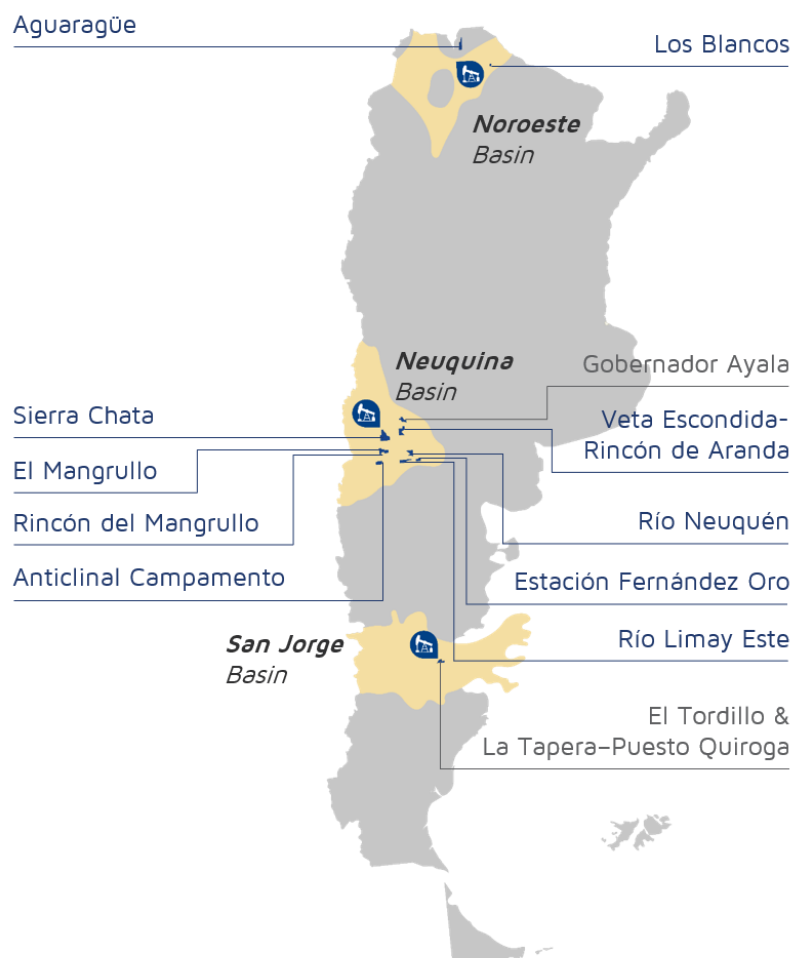 Aguaragüe
Los Blancos
Noroeste
Basin
Neuquina
Basin
Gobernador Ayala
Sierra Chata
Veta Escondida-
Rincón de Aranda
El Mangrullo
Rincón del Mangrullo
Río Neuquén
Anticlinal Campamento
Estación Fernández Oro
San Jorge
Basin
Río Limay Este
El Tordillo &
La Tapera–Puesto Quiroga